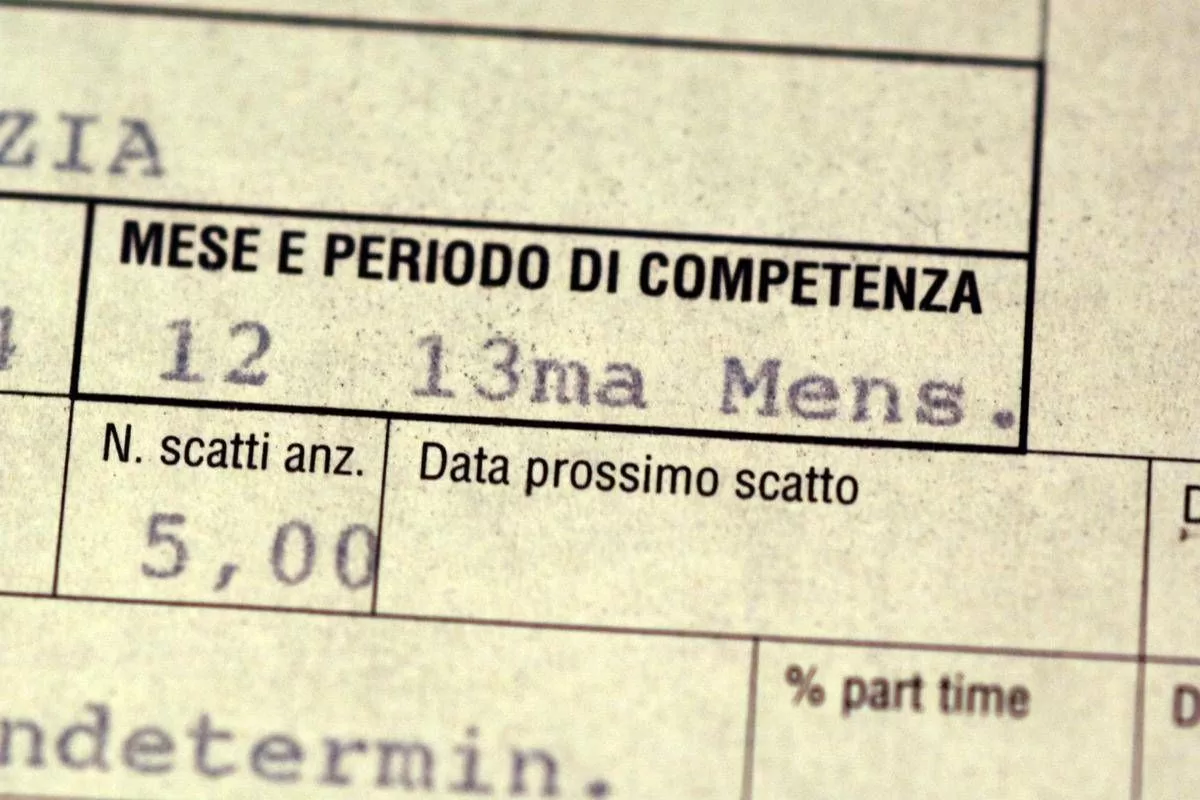 ZIA
MESE E PERIODO DI COMPETENZA
12 13ma Mens.
N. scatti anz. Data prossimo scatto
5,00
% part time
ndetermin.